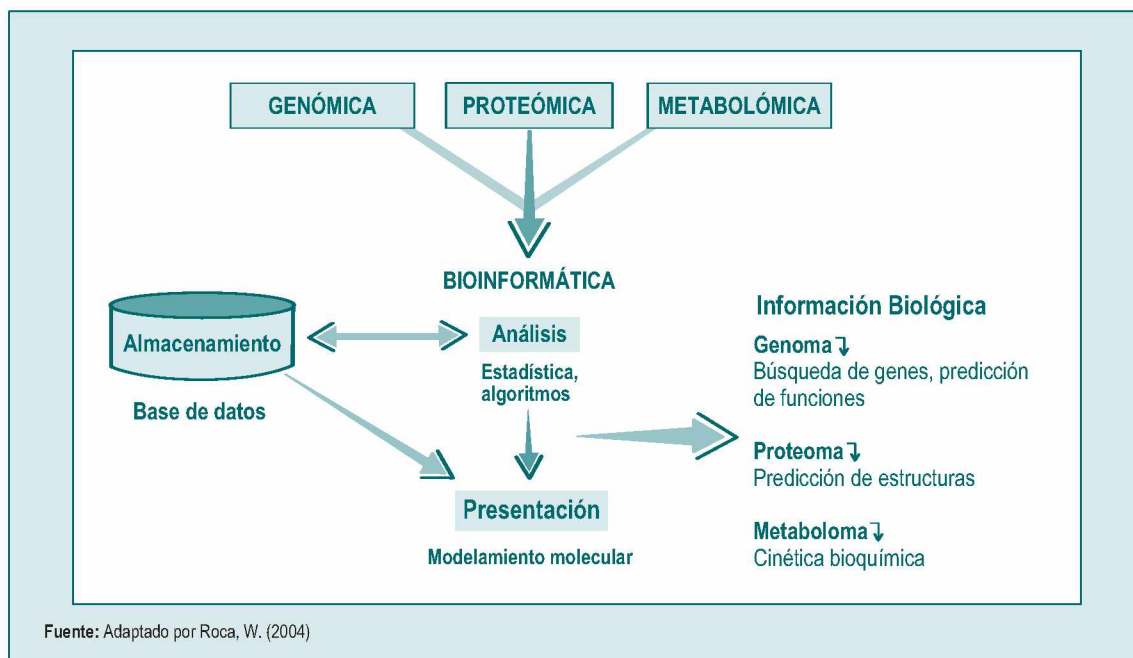 GENÓMICA
PROTEÓMICA
METABOLÓMICA
BIOINFORMÁTICA
Almacenamiento
Base de datos
Análisis
Estadística,
algoritmos
Presentación
Modelamiento molecular
Información Biológica
Genoma
Búsqueda de genes, predicción
de funciones
Proteoma
Predicción de estructuras
Metaboloma
Cinética bioquímica
Fuente: Adaptado por Roca, W. (2004)